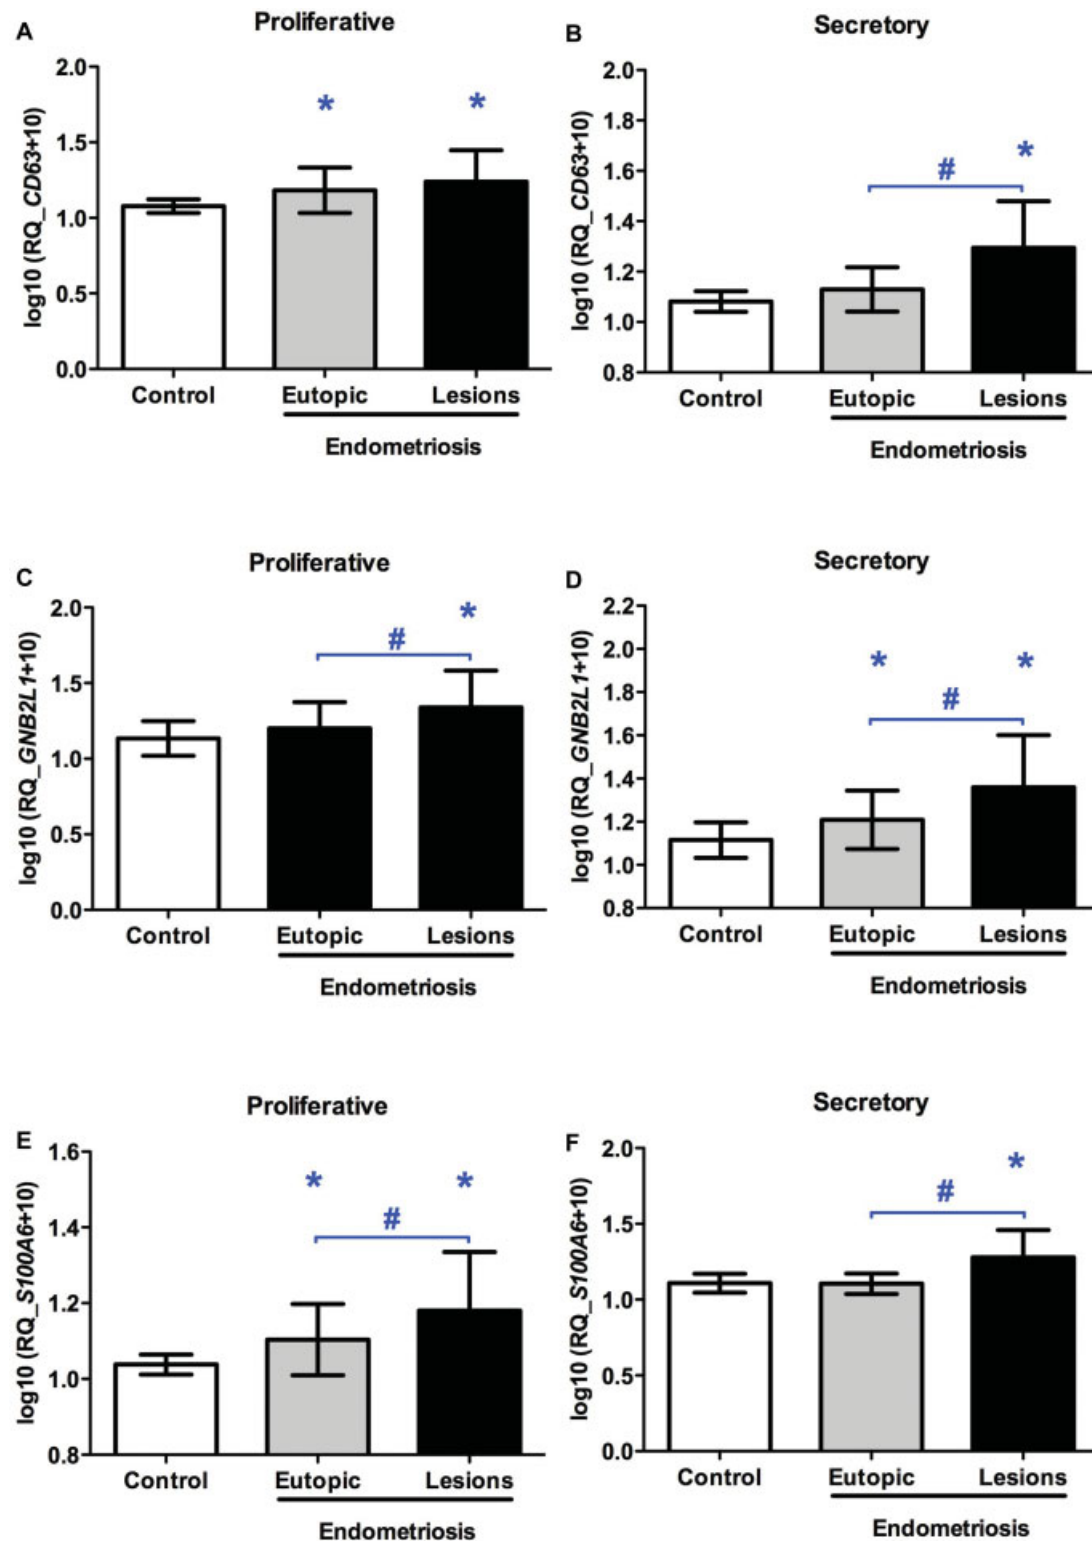 A
Proliferative
log10 (RQ_CD63+10)
2.0
1.5
1.0
0.5
0.0
*
*
Control
Eutopic
Lesions
Endometriosis
B
Secretory
log10 (RQ_CD63+10)
2.0
1.8
1.6
1.4
1.2
1.0
0.8
#
*
Control
Eutopic
Lesions
Endometriosis
C
Proliferative
log10 (RQ_GNB2L1+10)
2.0
1.5
1.0
0.5
0.0
#
*
Control
Eutopic
Lesions
Endometriosis
D
Secretory
log10 (RQ_GNB2L1+10)
2.2
2.0
1.8
1.6
1.4
1.2
1.0
0.8
*
#
*
Control
Eutopic
Lesions
Endometriosis
E
Proliferative
log10 (RQ_S100A6+10)
1.6
1.4
1.2
1.0
0.8
*
#
*
Control
Eutopic
Lesions
Endometriosis
F
Secretory
log10 (RQ_S100A6+10)
2.0
1.5
1.0
0.5
0.0
#
*
Control
Eutopic
Lesions
Endometriosis